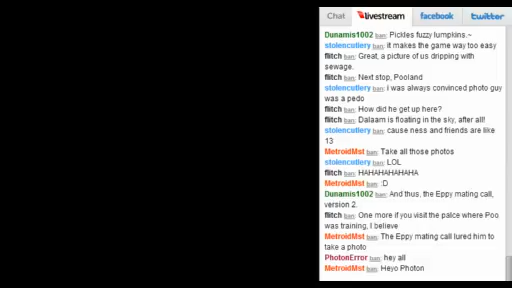 Chat livestream facebook twitter
Dunamis1002 ban: Pickles fuzzy lumpkins.~
stolencutlery ban: it makes the game way too easy
flitch ban: Great, a picture of us dripping with
sewage.
flitch ban: Next stop, Pooland
stolencutlery ban: i was always convinced photo guy
was a pedo
flitch ban: How did he get up here?
flitch ban: Dalaam is floating in the sky, after all!
stolencutlery ban: cause ness and friends are like
13
MetroidMst ban: Take all those photos
stolencutlery ban: LOL
flitch ban: HAHAHAHAHAHA
MetroidMst ban: :D
Dunamis1002 ban: And thus, the Eppy mating call,
version 2.
flitch ban: One more if you visit the palce where Poo
was training, I believe
MetroidMst ban: The Eppy mating call lured him to
take a photo
PhotonError ban: hey all
MetroidMst ban: Heyo Photon